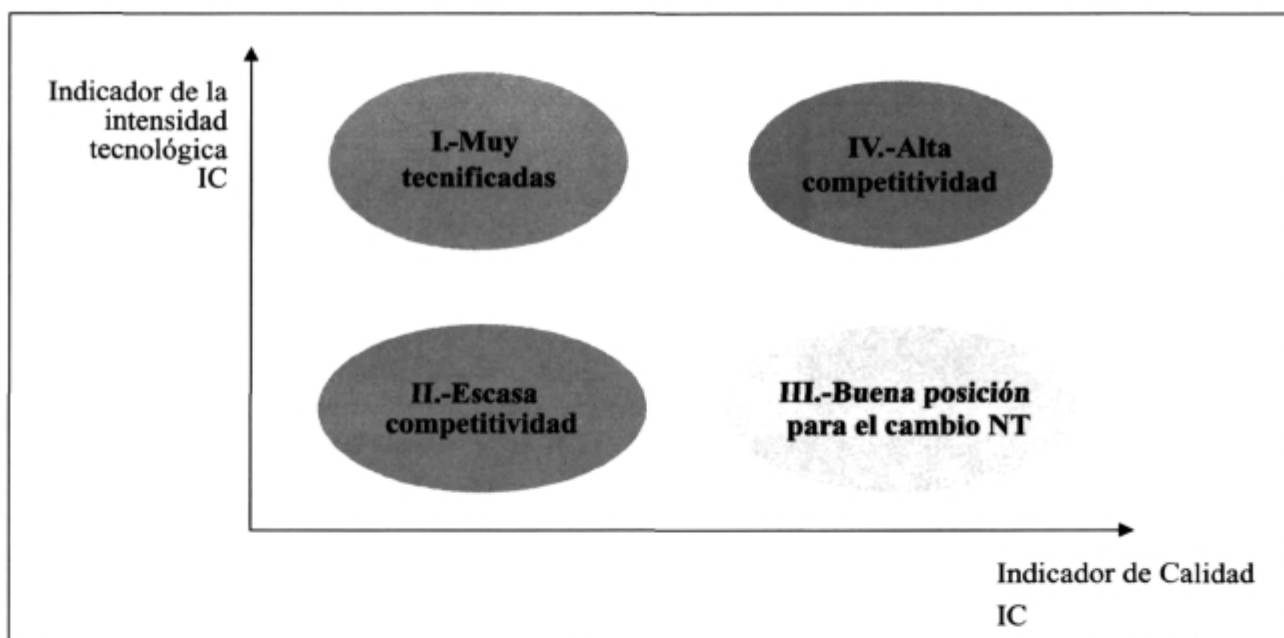 Indicador de la
intensidad
tecnológica
IC
I.-Muy
tecnificadas
IV.-Alta
competitividad
II.-Escasa
competitividad
III.-Buena posición
para el cambio NT
Indicador de Calidad
IC